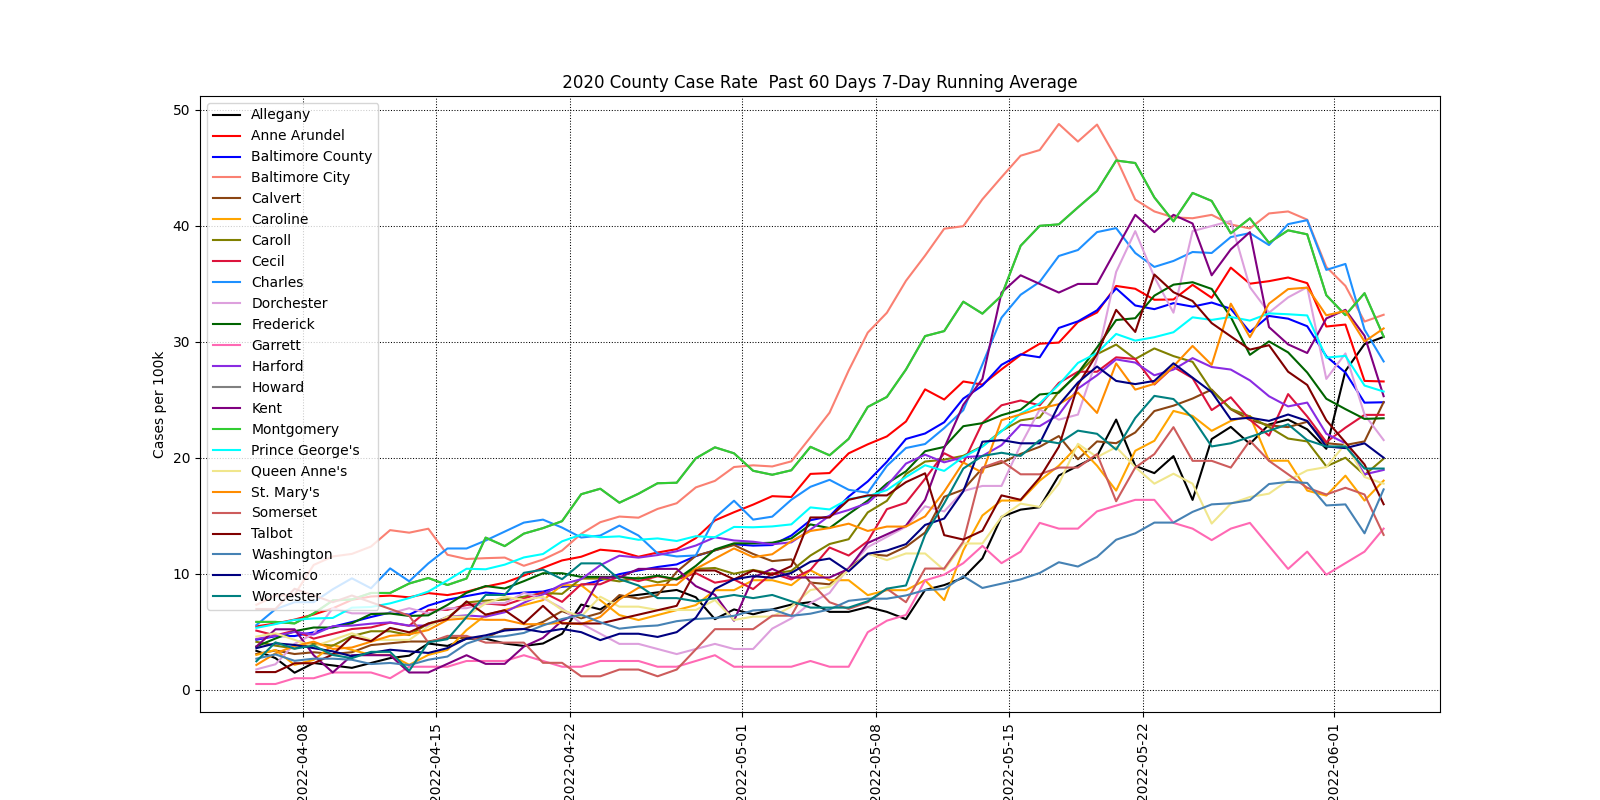 2020 County Case Rate  Past 60 Days 7-Day Running Average
Cases per 100k
50
40
30
20
10
0
Allegany
Anne Arundel
Baltimore County
Baltimore City
Calvert
Caroline
Caroll
Cecil
Charles
Dorchester
Frederick
Garrett
Harford
Howard
Kent
Montgomery
Prince George's
Queen Anne's
St. Mary's
Somerset
Talbot
Washington
Wicomico
Worcester
2022-04-08
2022-04-15
2022-04-22
2022-05-01
2022-05-08
2022-05-15
2022-05-22
2022-06-01